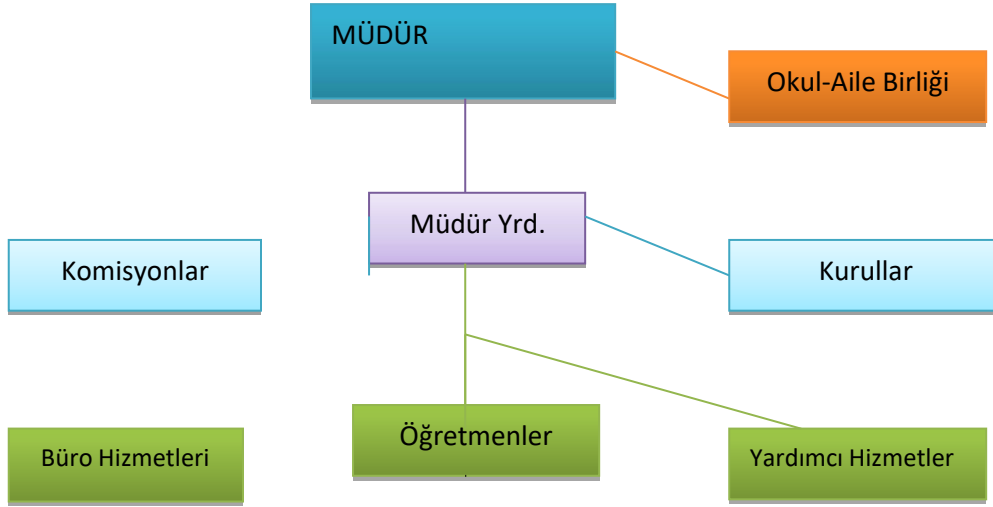 MÜDÜR
Okul-Aile Birliği
Müdür Yrd.
Komisyonlar
Kurullar
Öğretmenler
Büro Hizmetleri
Yardımcı Hizmetler